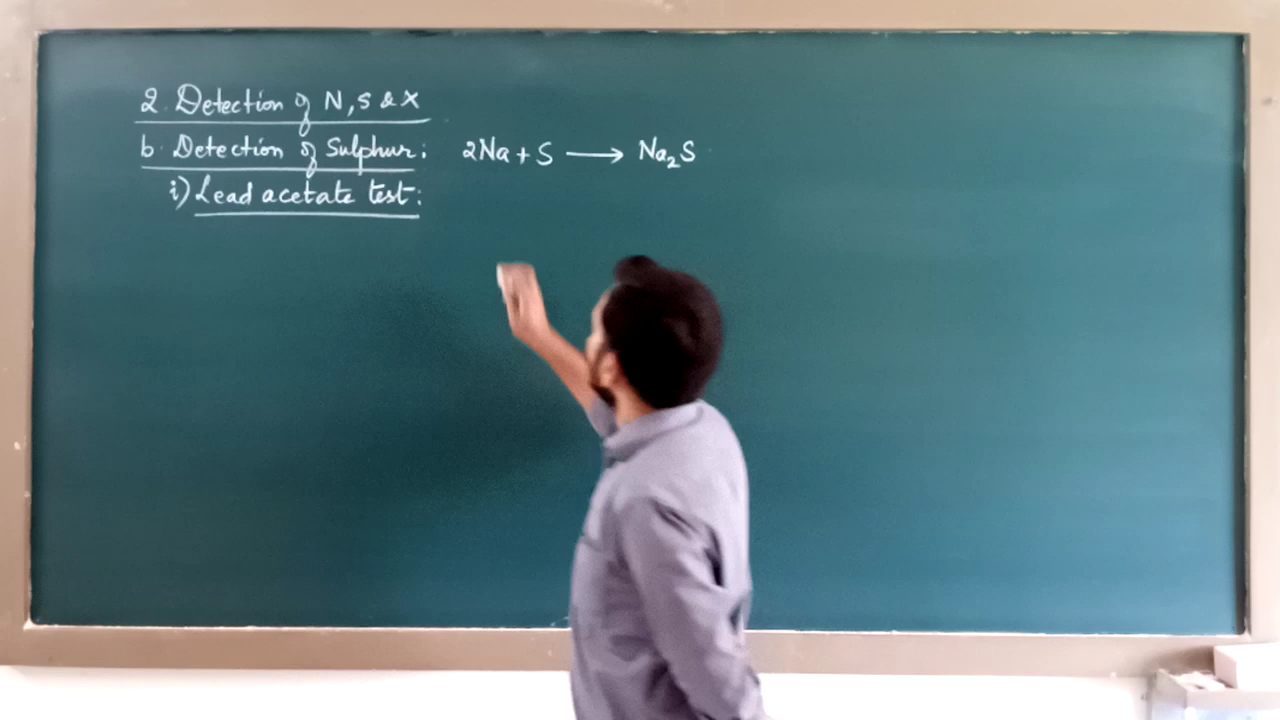 2. Detection of N, S & X
b. Detection of Sulphur: 2Na + S ⟶ Na₂S
i) Lead acetate test: